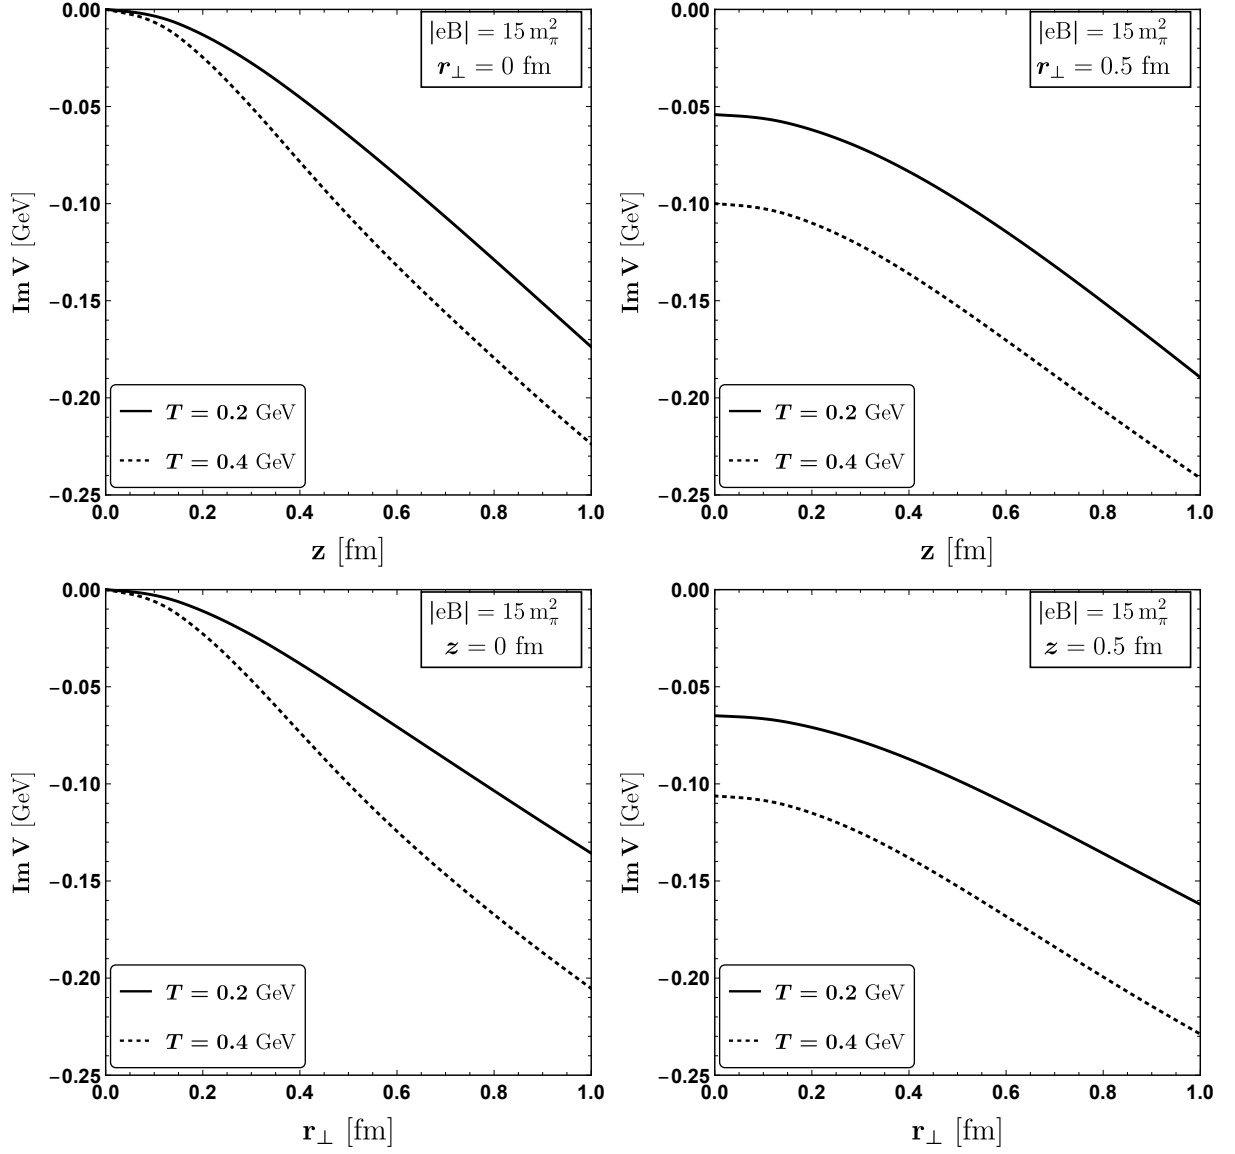 |eB| = 15 m_π^2
r_⊥ = 0 fm
0.00
−0.05
−0.10
−0.15
−0.20
−0.25
Im V [GeV]
T = 0.2 GeV
T = 0.4 GeV
0.0 0.2 0.4 0.6 0.8 1.0
z [fm]
|eB| = 15 m_π^2
r_⊥ = 0.5 fm
0.00
−0.05
−0.10
−0.15
−0.20
−0.25
Im V [GeV]
T = 0.2 GeV
T = 0.4 GeV
0.0 0.2 0.4 0.6 0.8 1.0
z [fm]
|eB| = 15 m_π^2
z = 0 fm
0.00
−0.05
−0.10
−0.15
−0.20
−0.25
Im V [GeV]
T = 0.2 GeV
T = 0.4 GeV
0.0 0.2 0.4 0.6 0.8 1.0
r_⊥ [fm]
|eB| = 15 m_π^2
z = 0.5 fm
0.00
−0.05
−0.10
−0.15
−0.20
−0.25
Im V [GeV]
T = 0.2 GeV
T = 0.4 GeV
0.0 0.2 0.4 0.6 0.8 1.0
r_⊥ [fm]